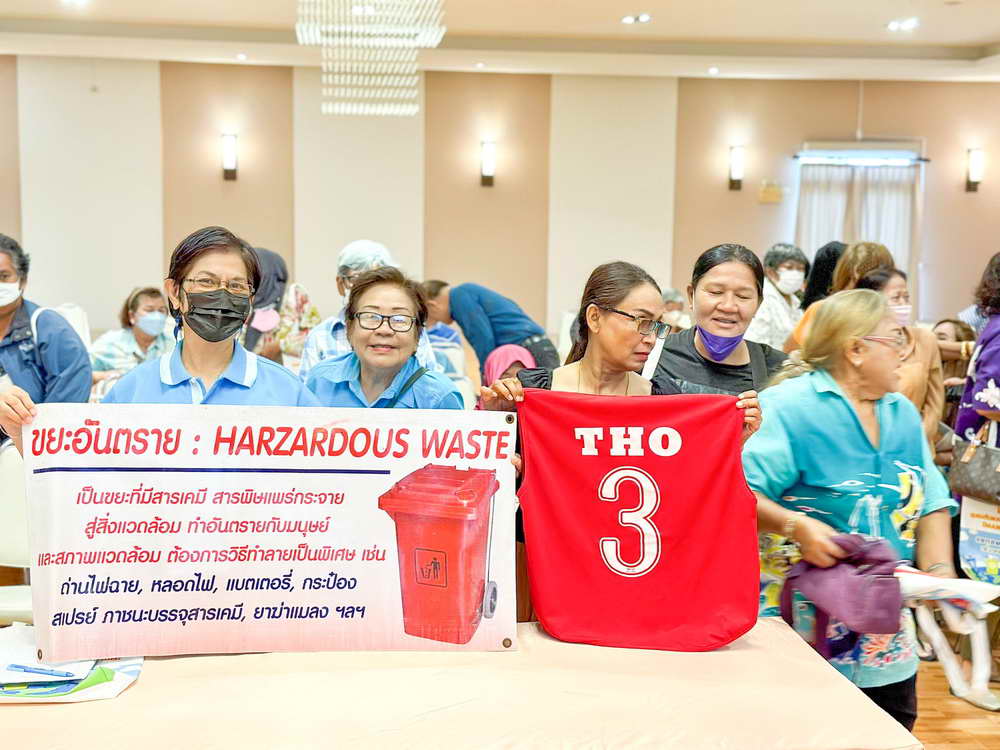 ขยะอันตราย : HARZARDOUS WASTE
เป็นขยะที่มีสารเคมี สารพิษแพร่กระจาย
สู่สิ่งแวดล้อม ทำอันตรายกับมนุษย์
และสภาพแวดล้อม ต้องการวิธีทำลายเป็นพิเศษ เช่น
ถ่านไฟฉาย, หลอดไฟ, แบตเตอรี่, กระป๋อง
สเปรย์ ภาชนะบรรจุสารเคมี, ยาฆ่าแมลง ฯลฯ
THO
3